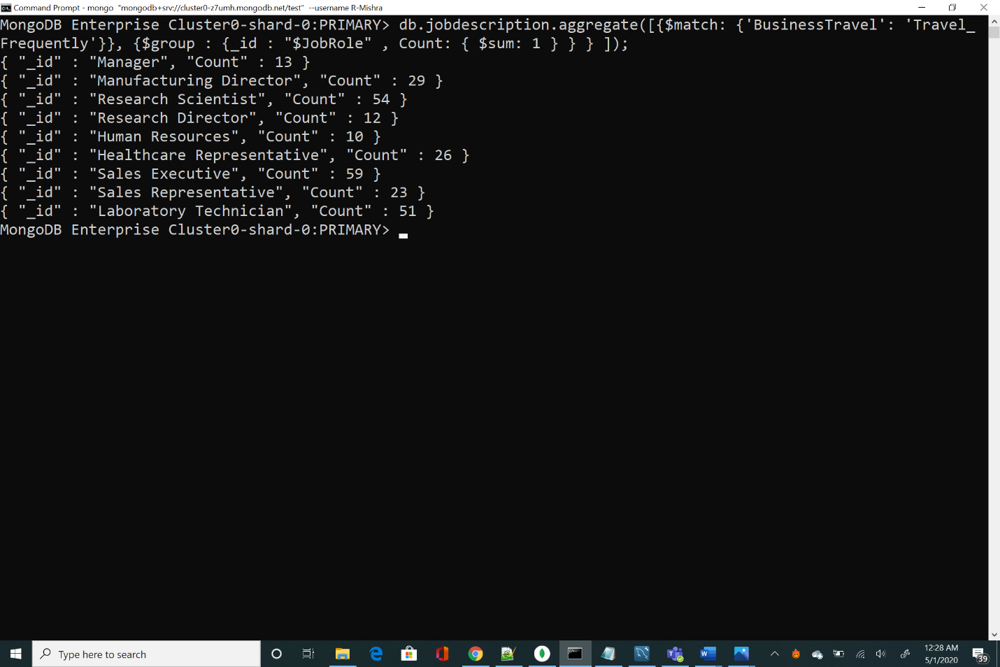 Command Prompt - mongo  "mongodb+srv://cluster0-z7umh.mongodb.net/test"  --username R-Mishra
MongoDB Enterprise Cluster0-shard-0:PRIMARY> db.jobdescription.aggregate([{$match: {'BusinessTravel': 'Travel_
Frequently'}}, {$group : {_id : "$JobRole" , Count: { $sum: 1 } } } ]);
{ "_id" : "Manager", "Count" : 13 }
{ "_id" : "Manufacturing Director", "Count" : 29 }
{ "_id" : "Research Scientist", "Count" : 54 }
{ "_id" : "Research Director", "Count" : 12 }
{ "_id" : "Human Resources", "Count" : 10 }
{ "_id" : "Healthcare Representative", "Count" : 26 }
{ "_id" : "Sales Executive", "Count" : 59 }
{ "_id" : "Sales Representative", "Count" : 23 }
{ "_id" : "Laboratory Technician", "Count" : 51 }
MongoDB Enterprise Cluster0-shard-0:PRIMARY>
Type here to search
12:28 AM
5/1/2020
39